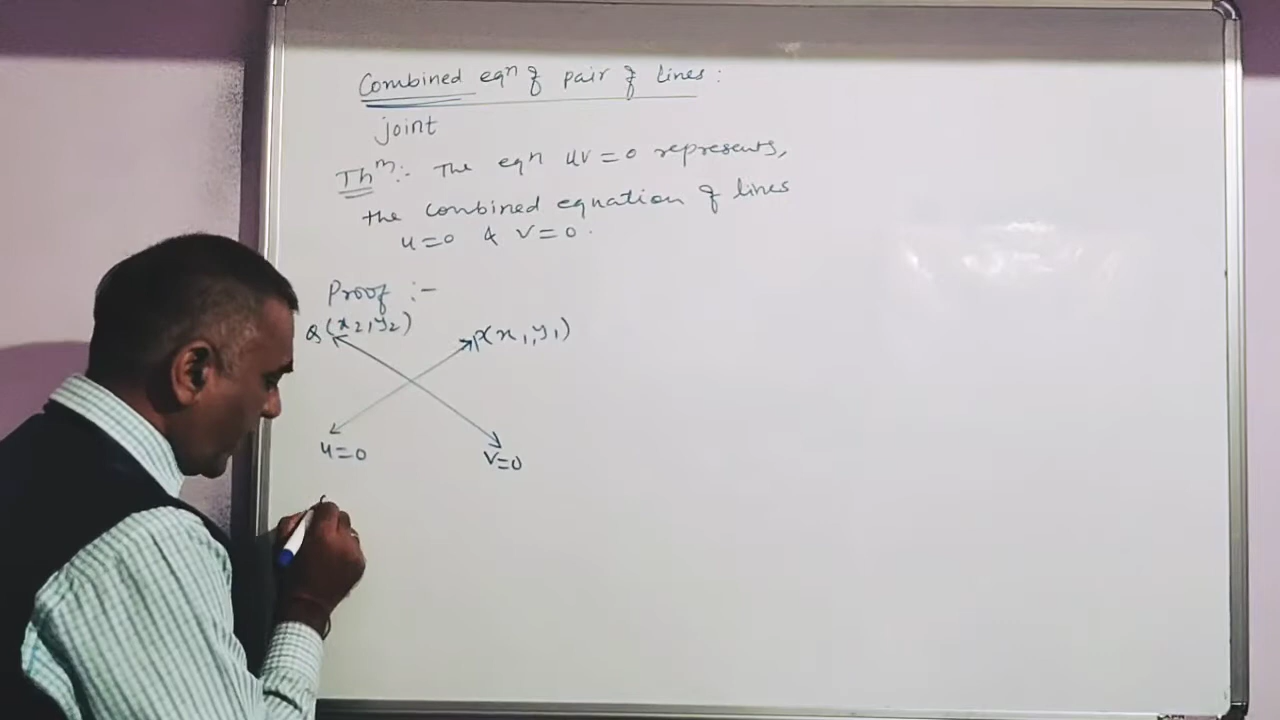 Combined eqn of pair of Lines :
joint
Thm :- The eqn uv = 0 represents,
the combined equation of lines
u=0 & v=0.
Proof :-
Q(x2,y2)
P(x1,y1)
u=0
v=0